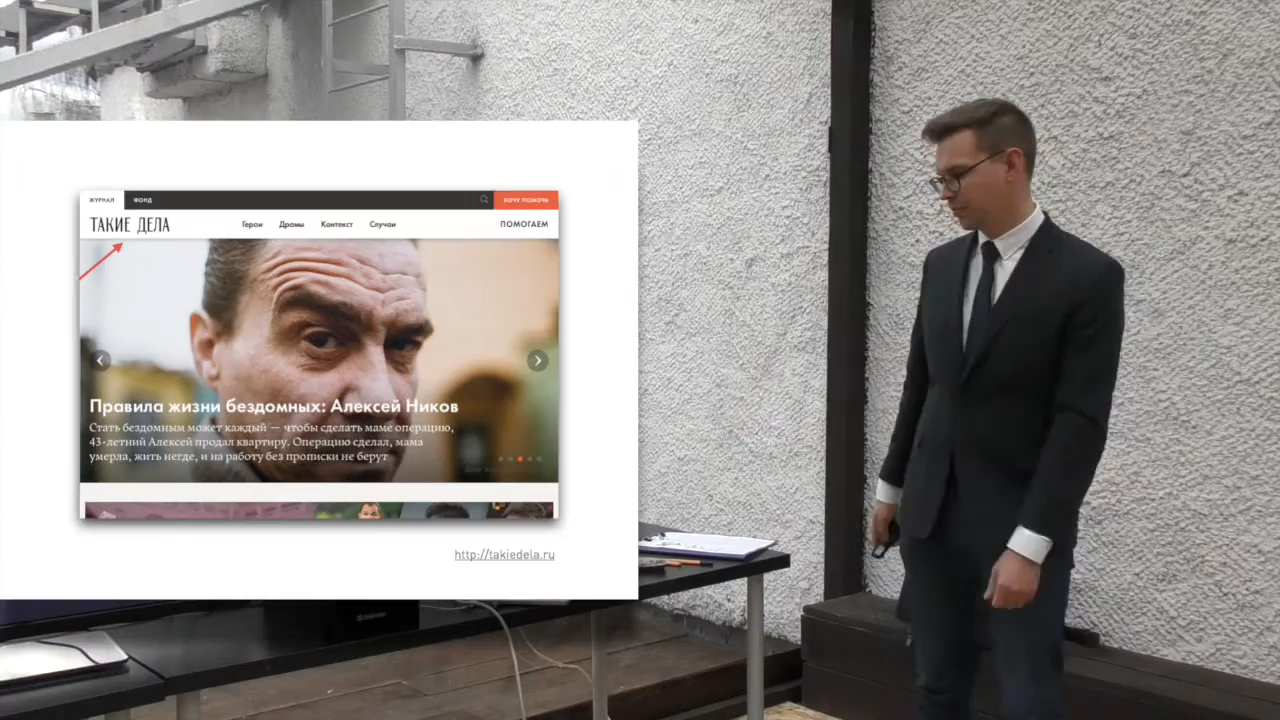 ЖУРНАЛ ФОНД ХОЧУ ПОМОЧЬ
ТАКИЕ ДЕЛА Герои Драмы Контекст Случаи ПОМОГАЕМ
Правила жизни бездомных: Алексей Ников
Стать бездомным может каждый — чтобы сделать маме операцию,
43-летний Алексей продал квартиру. Операцию сделал, мама
умерла, жить негде, и на работу без прописки не берут
http://takiedela.ru